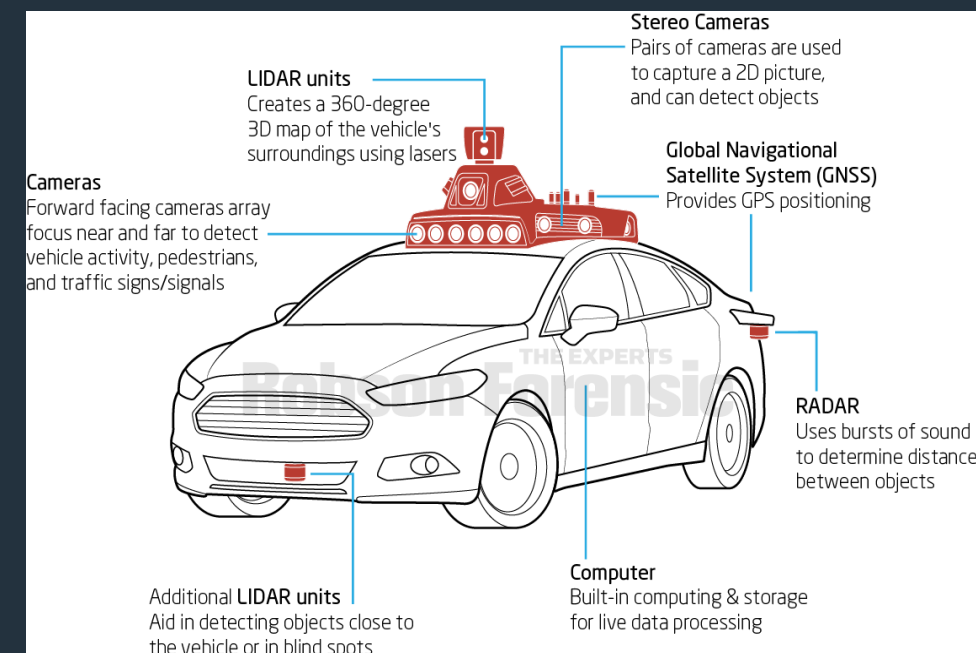 Stereo Cameras
Pairs of cameras are used
to capture a 2D picture,
and can detect objects
LIDAR units
Creates a 360-degree
3D map of the vehicle's
surroundings using lasers
Global Navigational
Satellite System (GNSS)
Provides GPS positioning
Cameras
Forward facing cameras array
focus near and far to detect
vehicle activity, pedestrians,
and traffic signs/signals
THE EXPERTS
Robson Forensic
RADAR
Uses bursts of sound
to determine distance
between objects
Computer
Built-in computing & storage
for live data processing
Additional LIDAR units
Aid in detecting objects close to
the vehicle or in blind spots